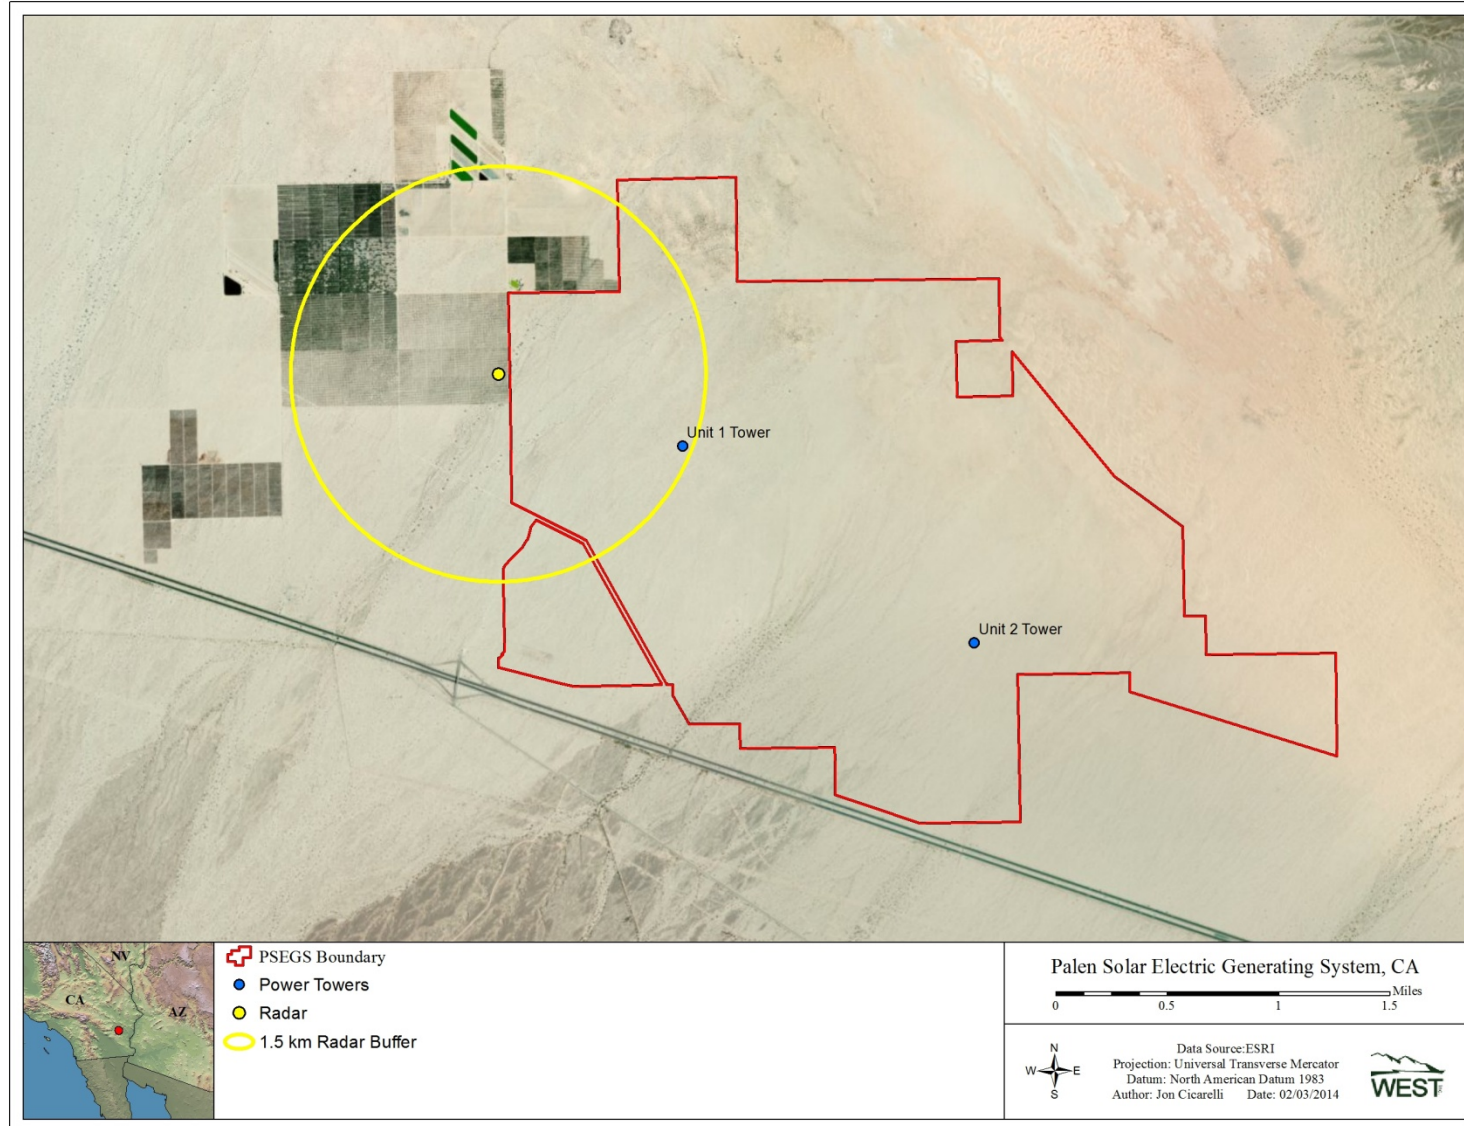 Unit 1 Tower
Unit 2 Tower
NV
CA
AZ
PSEGS Boundary
Power Towers
Radar
1.5 km Radar Buffer
Palen Solar Electric Generating System, CA
Miles
0 0.5 1 1.5
N
W E
S
Data Source:ESRI
Projection: Universal Transverse Mercator
Datum: North American Datum 1983
Author: Jon Cicarelli Date: 02/03/2014
WEST